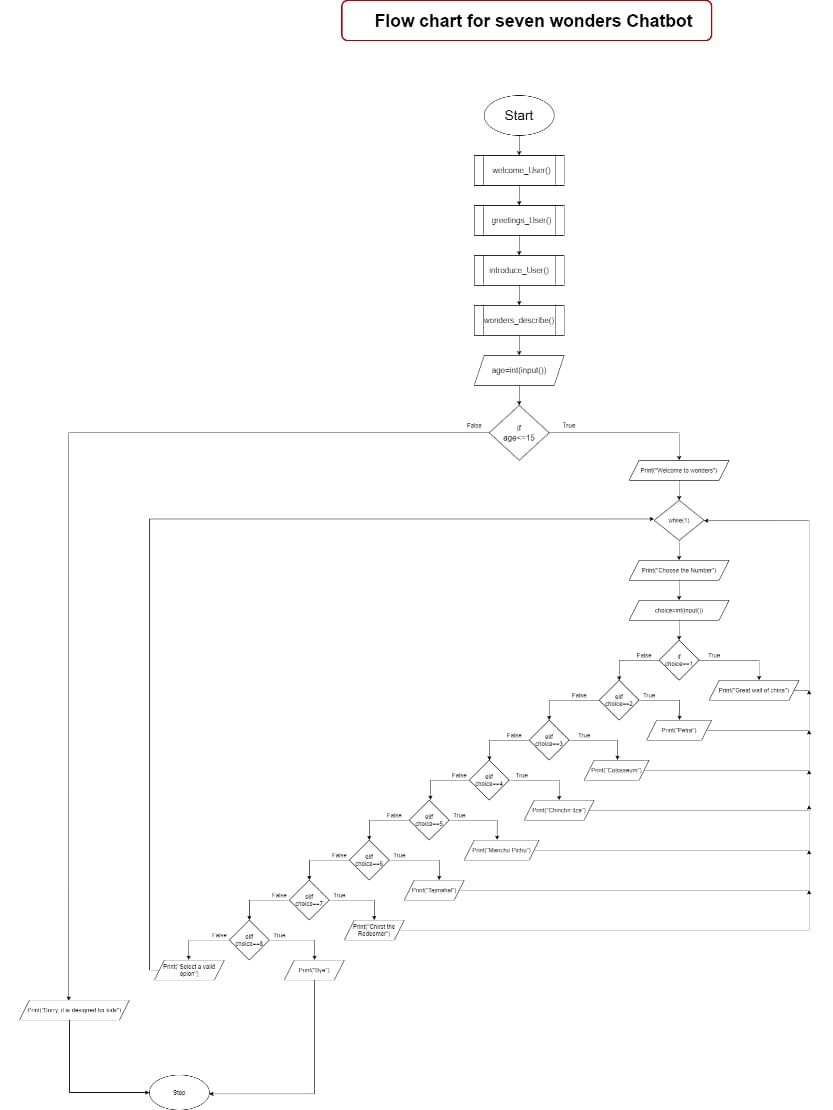 Flow chart for seven wonders Chatbot
Start
welcome_User()
greetings_User()
introduce_User()
wonders_describe()
age=int(input())
False
if
age<=15
True
Print("Welcome to wonders")
while(1)
Print("Choose the Number")
choice=int(input())
False
if
choice==1
True
Print("Great wall of china")
False
elif
choice==2
True
Print("Petra")
False
elif
choice==3
True
Print("Colosseum")
False
elif
choice==4
True
Print("Chinchn itza")
False
elif
choice==5
True
Print("Manchu Pichu")
False
elif
choice==6
True
Print("Tajmahal")
False
elif
choice==7
True
Print("Chirst the
Redeemer")
False
elif
choice==8
True
Print("Select a valid
opion")
Print("Bye")
Print("Sorry, it is designed for kids")
Stop